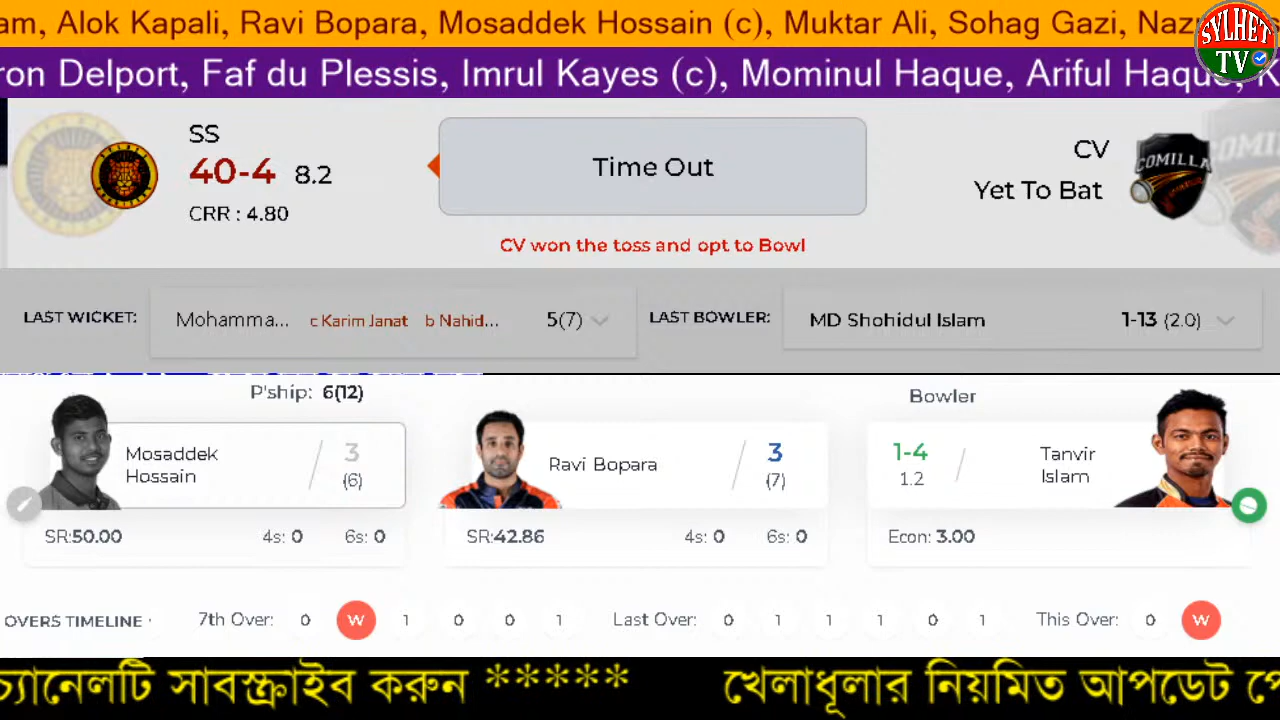 am, Alok Kapali, Ravi Bopara, Mosaddek Hossain (c), Muktar Ali, Sohag Gazi,
SYLHET TV
ron Delport, Faf du Plessis, Imrul Kayes (c), Mominul Haque, Ariful Haque, K
SS
40-4 8.2
CRR : 4.80
Time Out
CV won the toss and opt to Bowl
CV
Yet To Bat
COMILLA
LAST WICKET: Mohamma... c Karim Janat b Nahid... 5(7) LAST BOWLER: MD Shohidul Islam 1-13 (2.0)
P'ship: 6(12)
Mosaddek Hossain 3 (6)
SR:50.00 4s: 0 6s: 0
Ravi Bopara 3 (7)
SR:42.86 4s: 0 6s: 0
Bowler
1-4 1.2 Tanvir Islam
Econ: 3.00
OVERS TIMELINE 7th Over: 0 W 1 0 0 1 Last Over: 0 1 1 1 0 1 This Over: 0 W
চ্যানেলটি সাবস্ক্রাইব করুন ***** খেলাধূলার নিয়মিত আপডেট পে